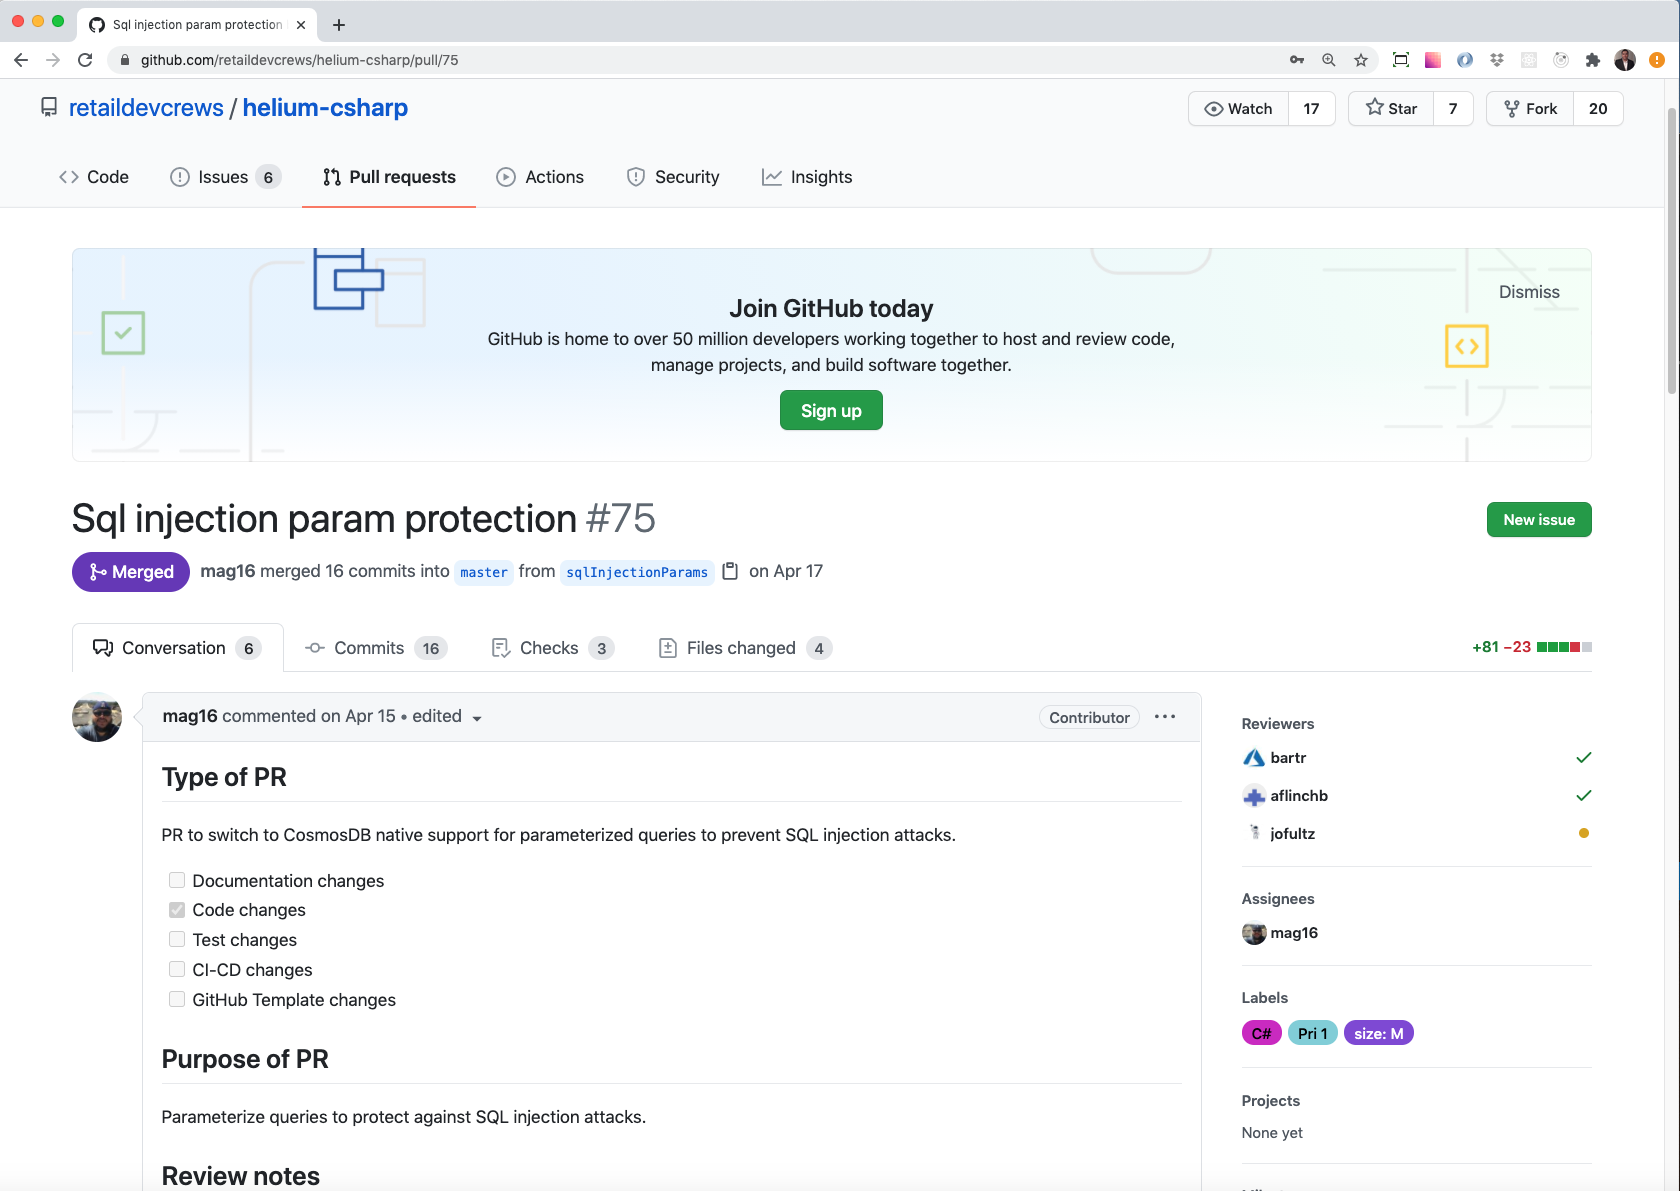 Sql injection param protection
github.com/retaildevcrews/helium-csharp/pull/75
retaildevcrews / helium-csharp
Watch 17
Star 7
Fork 20
Code
Issues 6
Pull requests
Actions
Security
Insights
Dismiss
Join GitHub today
GitHub is home to over 50 million developers working together to host and review code,
manage projects, and build software together.
Sign up
Sql injection param protection #75
New issue
Merged mag16 merged 16 commits into master from sqlInjectionParams on Apr 17
Conversation 6
Commits 16
Checks 3
Files changed 4
+81 −23
mag16 commented on Apr 15 • edited
Contributor
Type of PR
PR to switch to CosmosDB native support for parameterized queries to prevent SQL injection attacks.
Documentation changes
Code changes
Test changes
CI-CD changes
GitHub Template changes
Purpose of PR
Parameterize queries to protect against SQL injection attacks.
Review notes
Reviewers
bartr
aflinchb
jofultz
Assignees
mag16
Labels
C# Pri 1 size: M
Projects
None yet